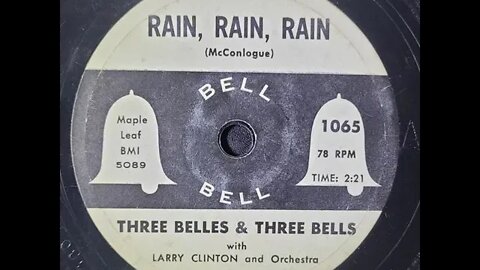 RAIN, RAIN, RAIN
(McConlogue)
BELL
Maple
Leaf
BMI
5089
1065
78 RPM
TIME: 2:21
BELL
THREE BELLES & THREE BELLS
with
LARRY CLINTON and Orchestra